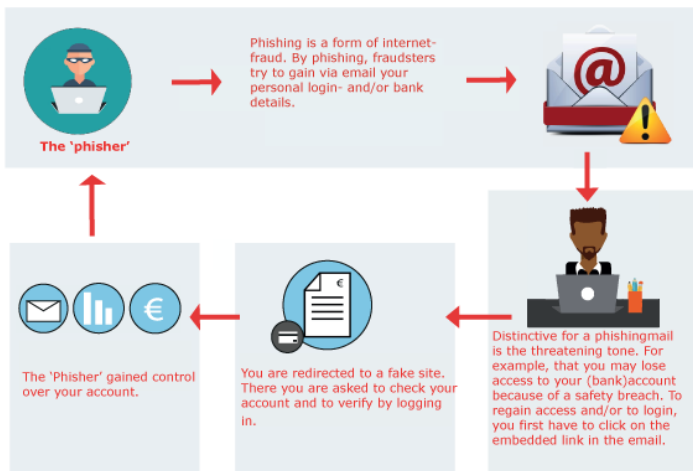 The ‘phisher’
Phishing is a form of internet-
fraud. By phishing, fraudsters
try to gain via email your
personal login- and/or bank
details.
@
!
Distinctive for a phishingmail
is the threatening tone. For
example, that you may lose
access to your (bank)account
because of a safety breach. To
regain access and/or to login,
you first have to click on the
embedded link in the email.
€
You are redirected to a fake site.
There you are asked to check your
account and to verify by logging
in.
€
The ‘Phisher’ gained control
over your account.